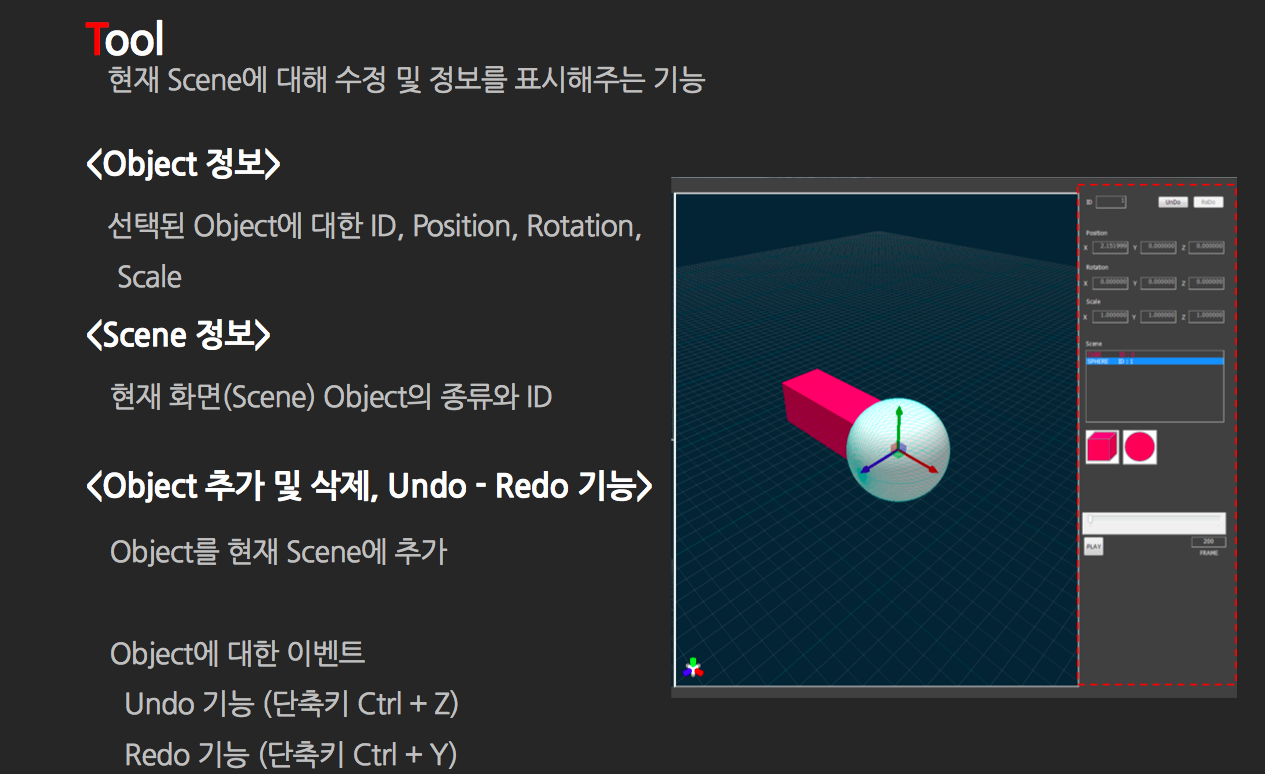 Tool
현재 Scene에 대해 수정 및 정보를 표시해주는 기능
<Object 정보>
선택된 Object에 대한 ID, Position, Rotation,
Scale
<Scene 정보>
현재 화면(Scene) Object의 종류와 ID
<Object 추가 및 삭제, Undo - Redo 기능>
Object를 현재 Scene에 추가
Object에 대한 이벤트
Undo 기능 (단축키 Ctrl + Z)
Redo 기능 (단축키 Ctrl + Y)
ID 1 UnDo ReDo
Position
X 2.151900 Y 0.000000 Z 0.000000
Rotation
X 0.000000 Y 0.000000 Z 0.000000
Scale
X 1.000000 Y 1.000000 Z 1.000000
Scene
SPHERE ID : 1
PLAY 200
FRAME